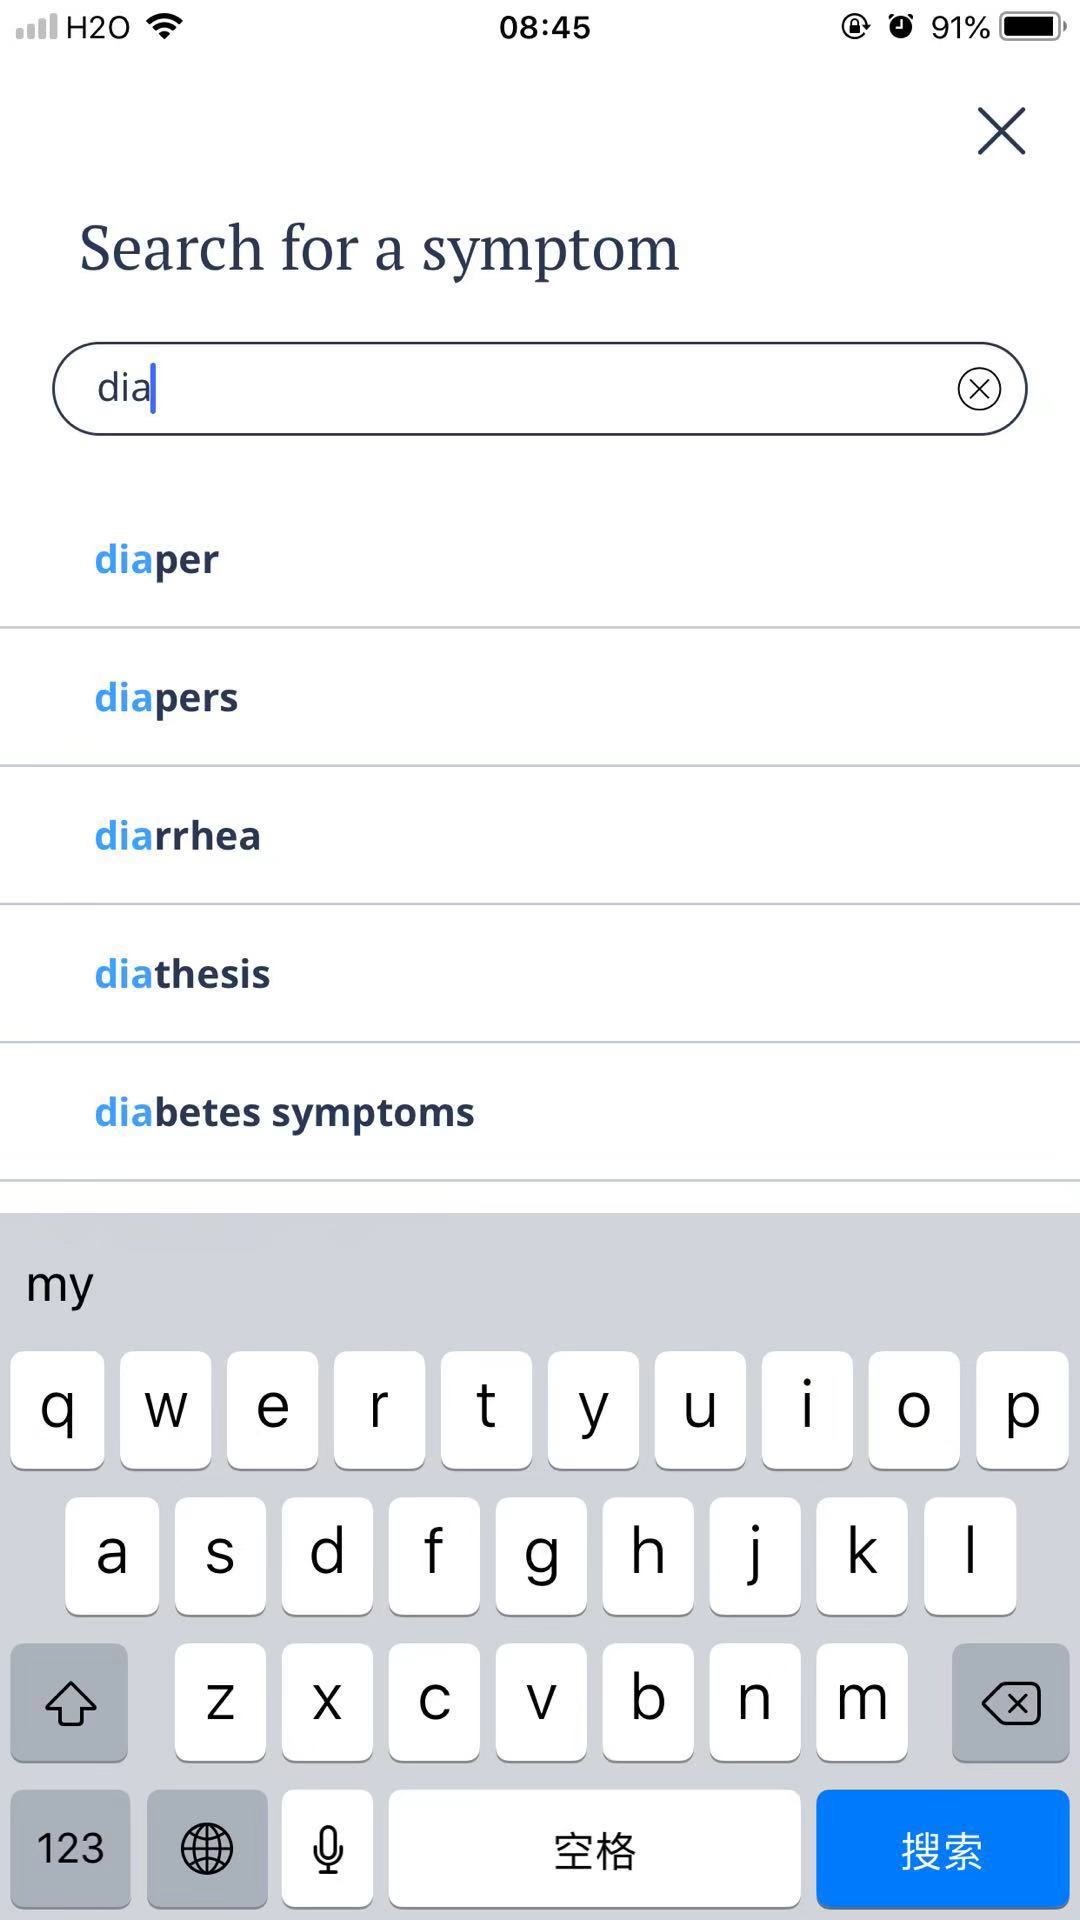 H2O 08:45 91%
Search for a symptom
dia
diaper
diapers
diarrhea
diathesis
diabetes symptoms
my
q w e r t y u i o p
a s d f g h j k l
z x c v b n m
123 空格 搜索